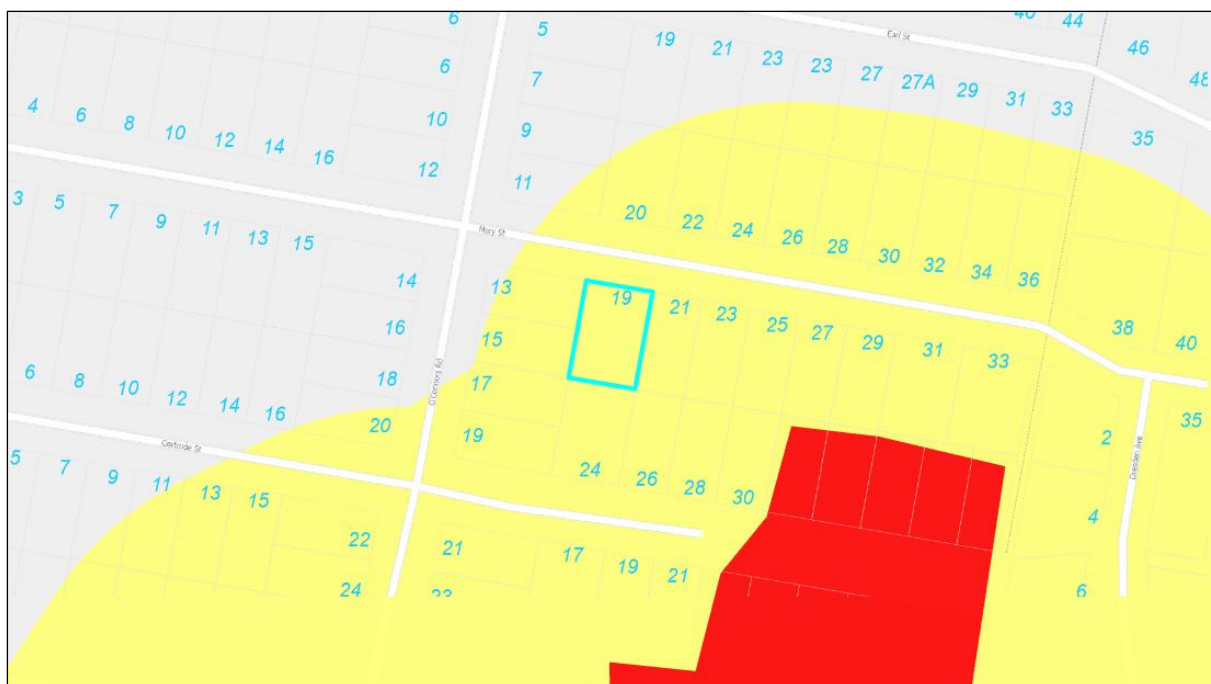 40 44
6 5 Earl St 46
19 21 23 23 27 27A 29 31 33 48
6 7
4 6 8 10 12 14 16 10 9 35
12 11
3 5 7 9 11 13 15 Mary St 20 22 24 26 28 30 32 34 36
14 13 19 21 23 25 27 29 31 33 38 40
16 15
6 8 10 12 14 16 18 O'Connors Rd 17
20 19 2 35
Gertrude St 24 26 28 30 Dresden Ave
5 7 9 11 13 15 4
22 21 17 19 21
24 23 6